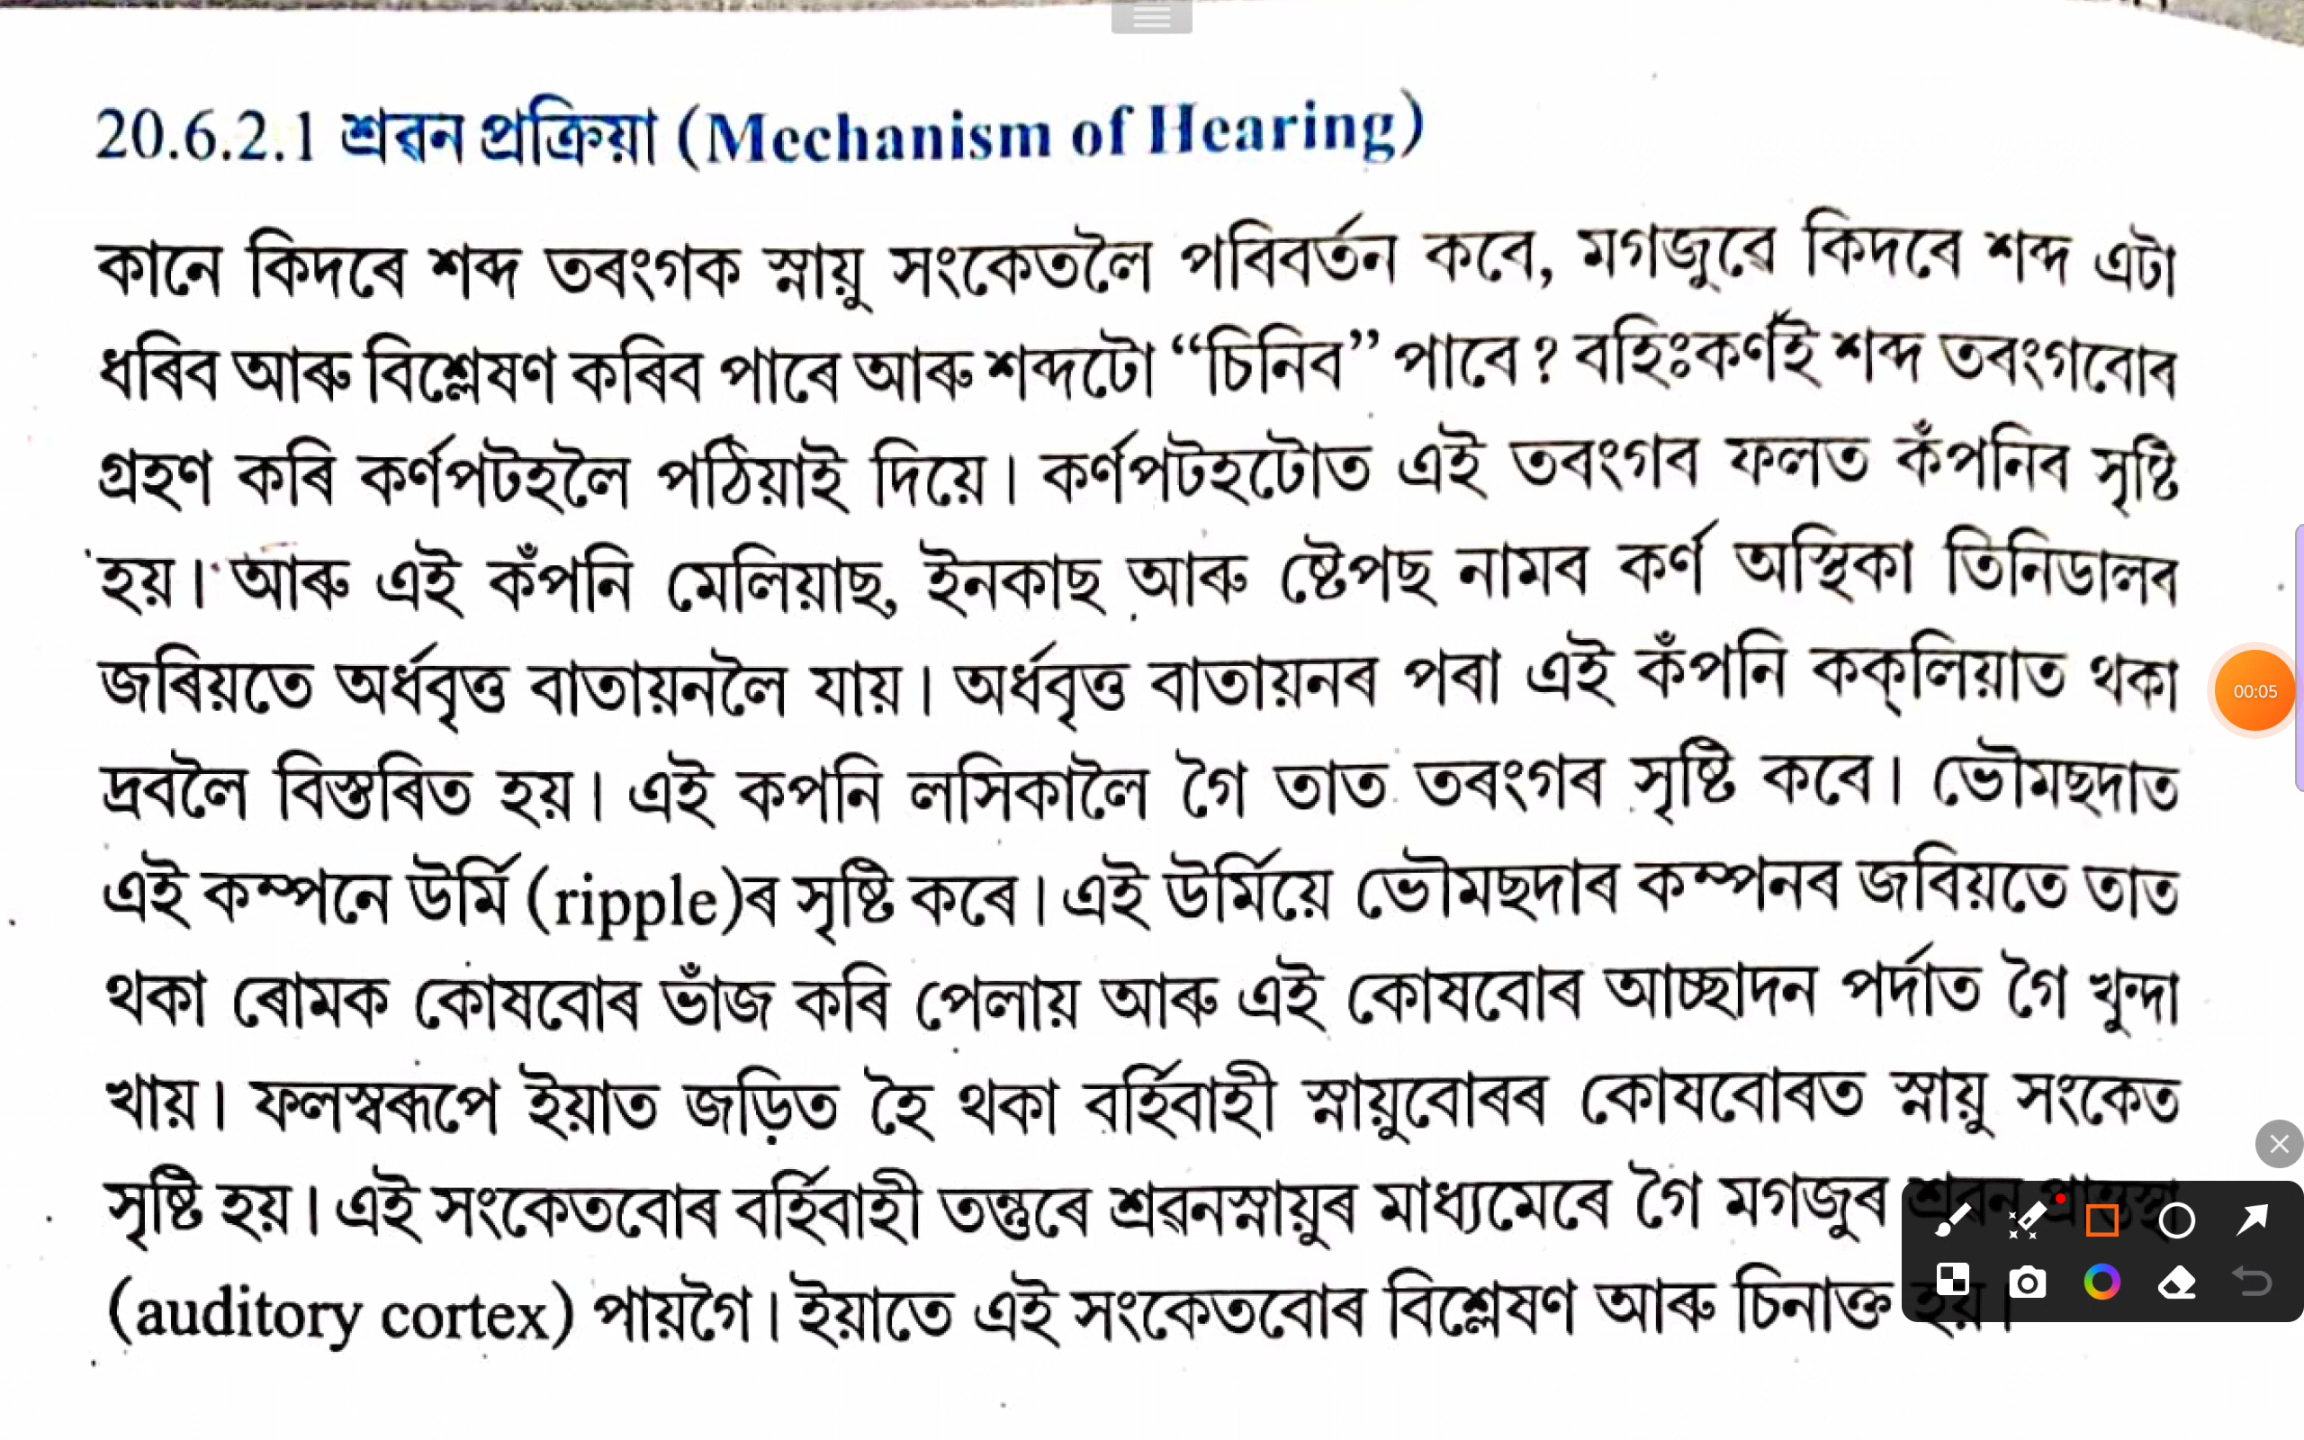 20.6.2.1 শ্ৰৱন প্ৰক্ৰিয়া (Mechanism of Hearing)
কানে কিদৰে শব্দ তৰংগক স্নায়ু সংকেতলৈ পৰিবৰ্তন কৰে, মগজুৱে কিদৰে শব্দ এটা
ধৰিব আৰু বিশ্লেষণ কৰিব পাৰে আৰু শব্দটো “চিনিব” পাৰে? বহিঃকৰ্ণই শব্দ তৰংগবোৰ
গ্ৰহণ কৰি কৰ্ণপটহলৈ পঠিয়াই দিয়ে। কৰ্ণপটহটোত এই তৰংগৰ ফলত কঁপনিৰ সৃষ্টি
হয়। আৰু এই কঁপনি মেলিয়াছ, ইনকাছ আৰু ষ্টেপছ নামৰ কৰ্ণ অস্থিকা তিনিডালৰ
জৰিয়তে অৰ্ধবৃত্ত বাতায়নলৈ যায়। অৰ্ধবৃত্ত বাতায়নৰ পৰা এই কঁপনি কক্‌লিয়াত থকা
দ্ৰবলৈ বিস্তৰিত হয়। এই কপনি লসিকালৈ গৈ তাত তৰংগৰ সৃষ্টি কৰে। ভৌমছদাত
এই কম্পনে উৰ্মি (ripple)ৰ সৃষ্টি কৰে। এই উৰ্মিয়ে ভৌমছদাৰ কম্পনৰ জৰিয়তে তাত
থকা ৰোমক কোষবোৰ ভাঁজ কৰি পেলায় আৰু এই কোষবোৰ আচ্ছাদন পৰ্দাত গৈ খুন্দা
খায়। ফলস্বৰূপে ইয়াত জড়িত হৈ থকা বৰ্হিবাহী স্নায়ুবোৰৰ কোষবোৰত স্নায়ু সংকেত
সৃষ্টি হয়। এই সংকেতবোৰ বৰ্হিবাহী তন্তুৰে শ্ৰৱনস্নায়ুৰ মাধ্যমেৰে গৈ মগজুৰ শ্ৰৱন
(auditory cortex) পায়গৈ। ইয়াতে এই সংকেতবোৰ বিশ্লেষণ আৰু চিনাক্ত হয়।
00:05